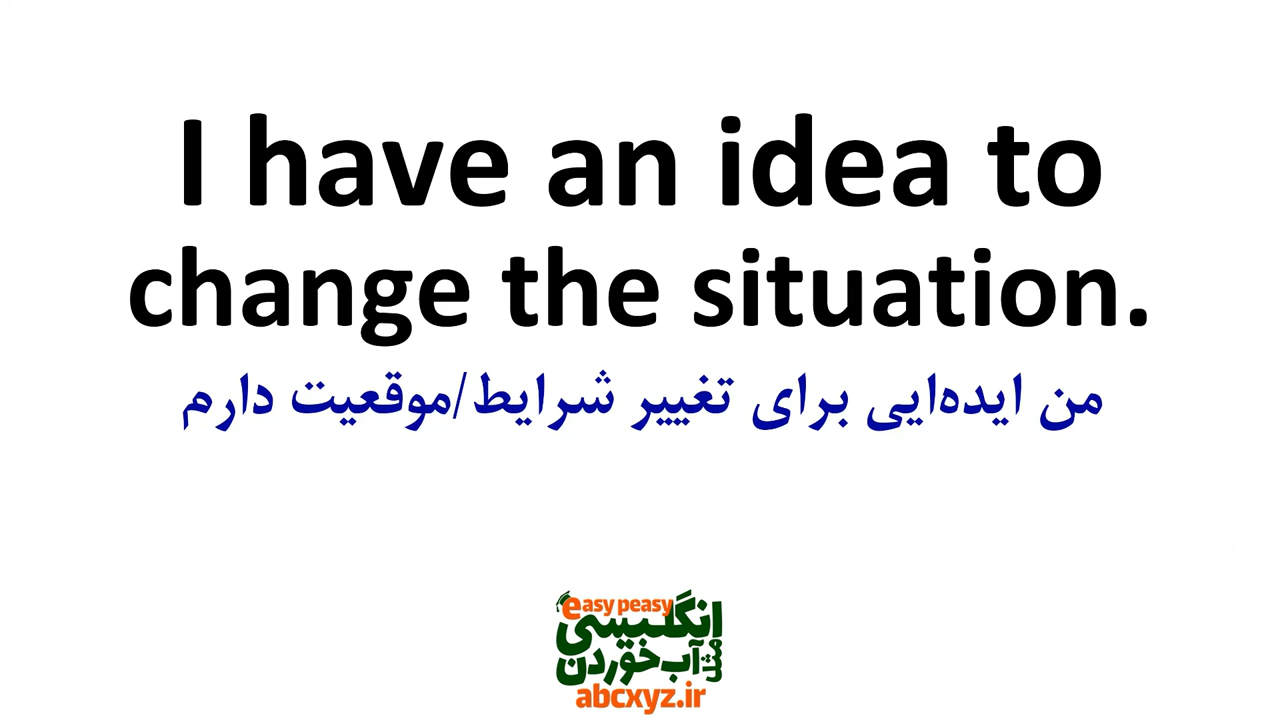 I have an idea to
change the situation.
من ایده‌ایی برای تغییر شرایط/موقعیت دارم
easy peasy
انگلیسی
مثل آب خوردن
abcxyz.ir